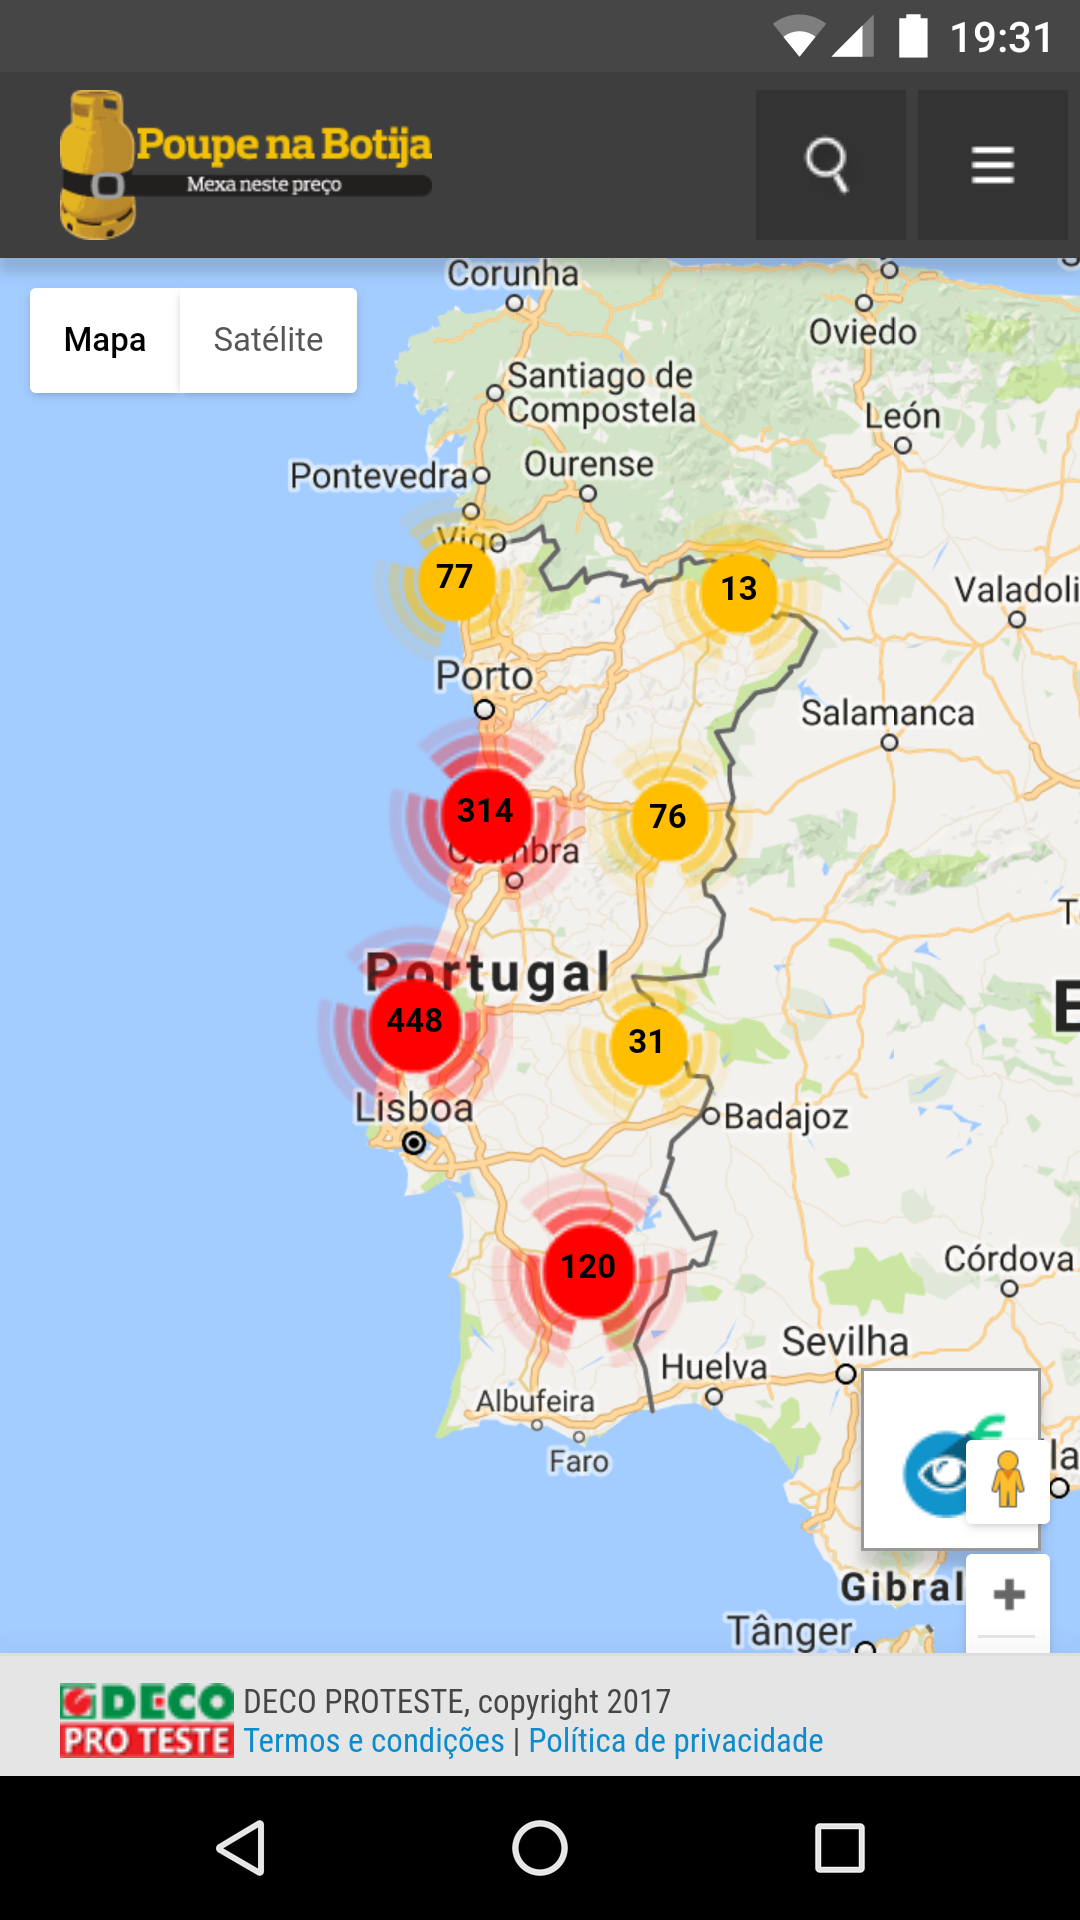 19:31
Poupe na Botija
Mexa neste preço
Mapa
Satélite
Corunha
Oviedo
Santiago de
Compostela
León
Ourense
Pontevedra
Vigo
77
13
Valadoli
Porto
Salamanca
314
76
Coimbra
Portugal
448
31
Lisboa
Badajoz
120
Córdova
Sevilha
Huelva
Albufeira
Faro
la
Gibral
Tânger
+
DECO
PRO TESTE
DECO PROTESTE, copyright 2017
Termos e condições | Política de privacidade